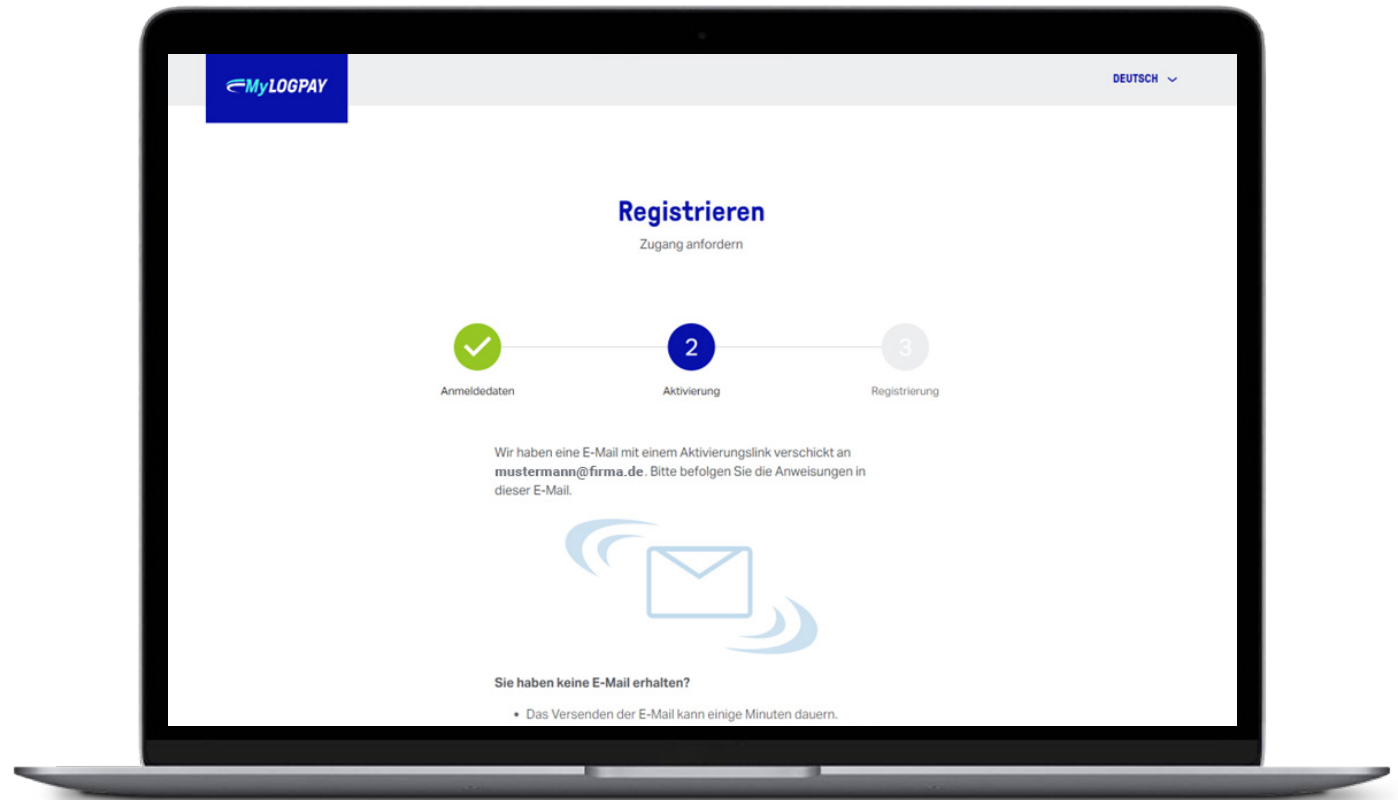 MyLOGPAY
DEUTSCH
Registrieren
Zugang anfordern
2
3
Anmeldedaten
Aktivierung
Registrierung
Wir haben eine E-Mail mit einem Aktivierungslink verschickt an
mustermann@firma.de. Bitte befolgen Sie die Anweisungen in
dieser E-Mail.
Sie haben keine E-Mail erhalten?
• Das Versenden der E-Mail kann einige Minuten dauern.